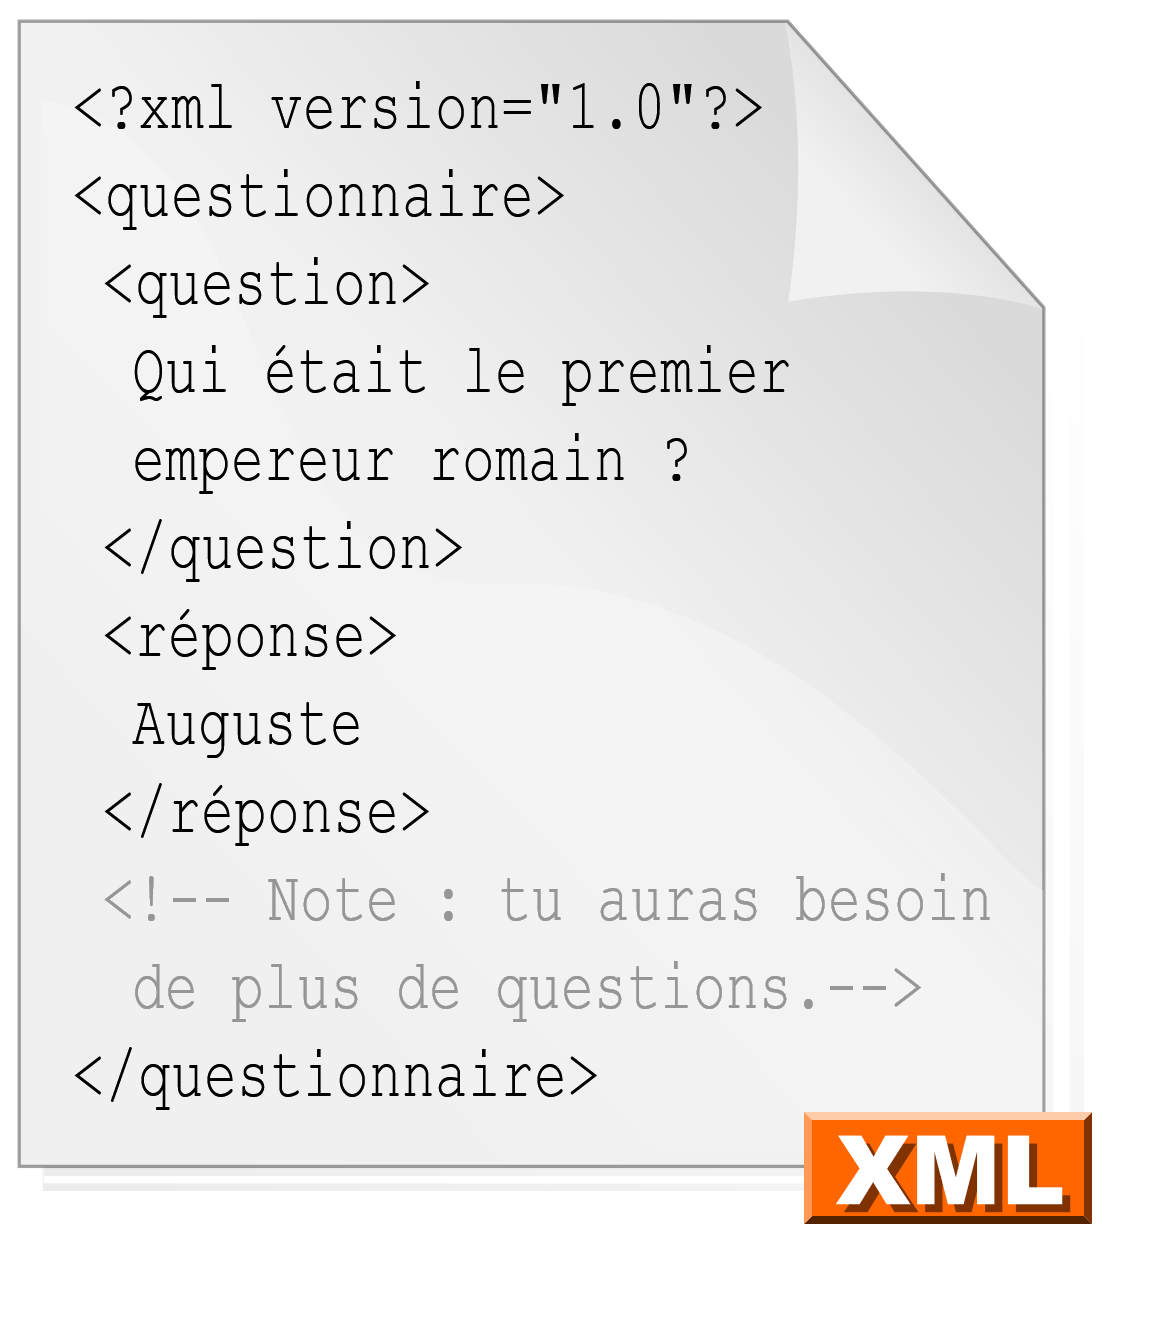 <?xml version="1.0"?>
<questionnaire>
<question>
Qui était le premier
empereur romain ?
</question>
<réponse>
Auguste
</réponse>
<!-- Note : tu auras besoin
de plus de questions.-->
</questionnaire>
XML